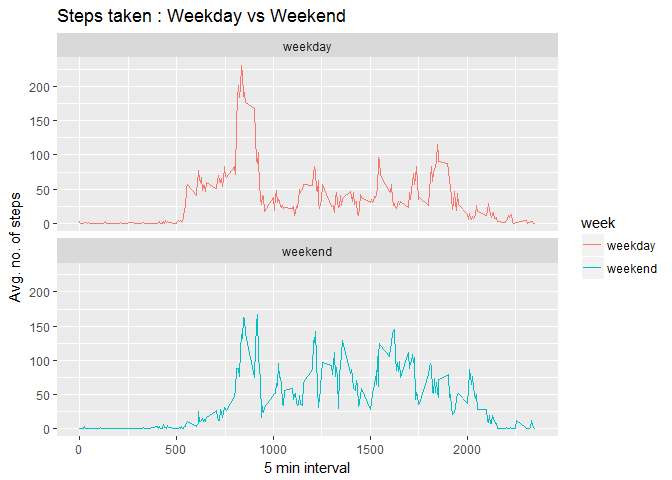 Steps taken : Weekday vs Weekend
weekday
200
150
100
50
0
weekend
200
150
100
50
0
0 500 1000 1500 2000
5 min interval
Avg. no. of steps
week
weekday
weekend